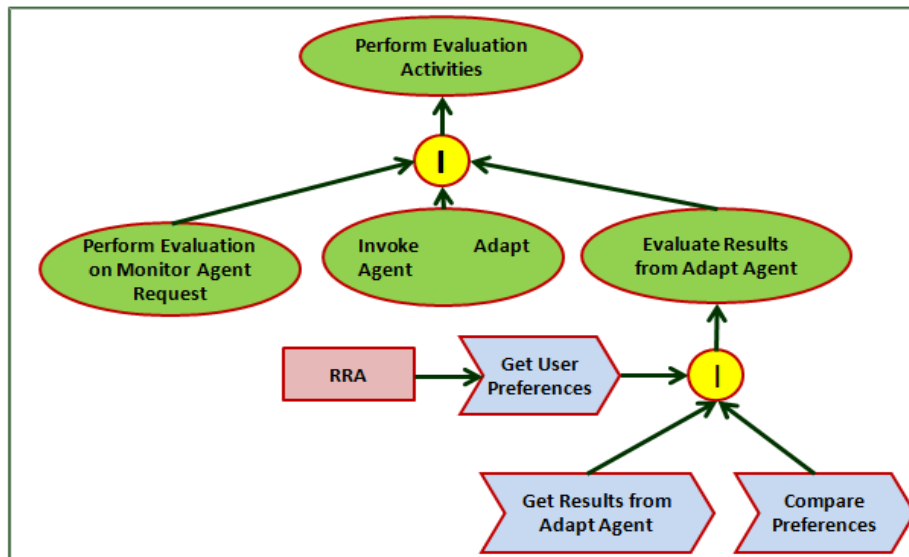 Perform Evaluation
Activities
I
Perform Evaluation
on Monitor Agent
Request
Invoke Adapt
Agent
Evaluate Results
from Adapt Agent
RRA
Get User
Preferences
I
Get Results from
Adapt Agent
Compare
Preferences